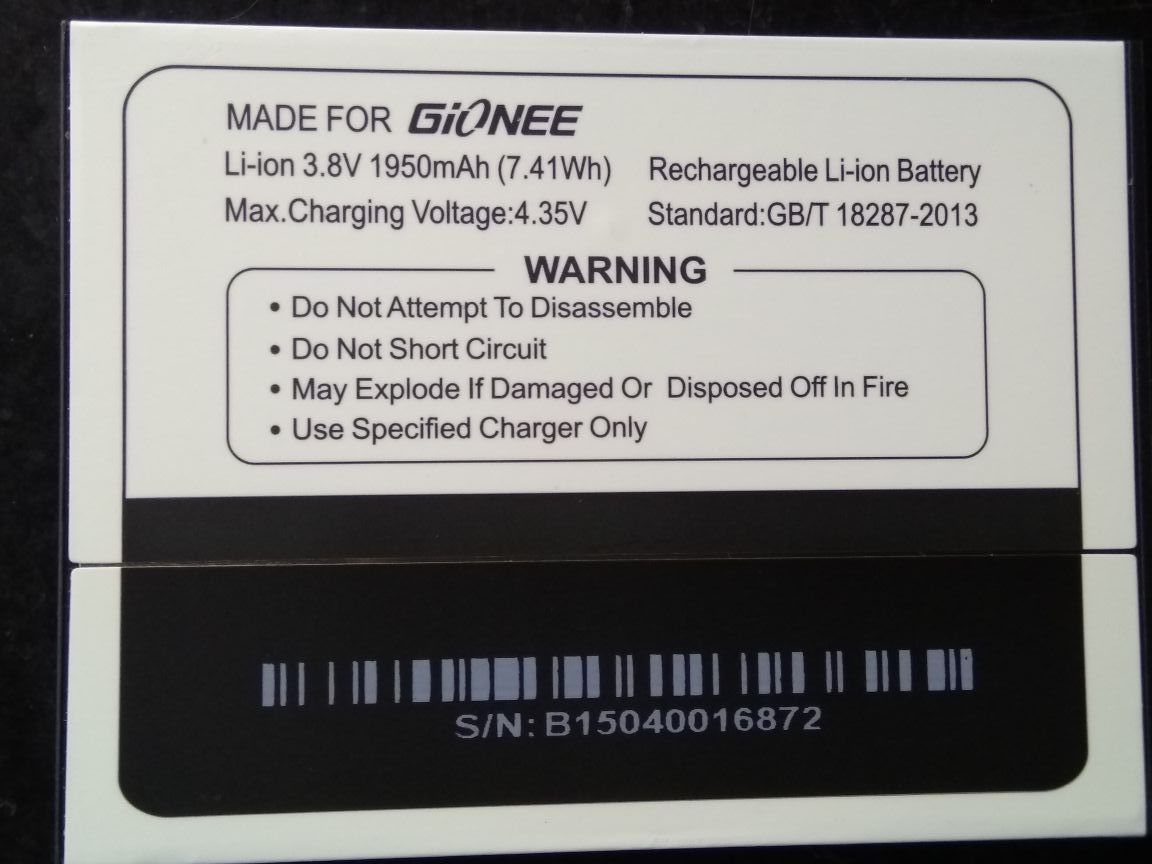 MADE FOR GiONEE
Li-ion 3.8V 1950mAh (7.41Wh) Rechargeable Li-ion Battery
Max.Charging Voltage:4.35V Standard:GB/T 18287-2013
WARNING
• Do Not Attempt To Disassemble
• Do Not Short Circuit
• May Explode If Damaged Or Disposed Off In Fire
• Use Specified Charger Only
S/N: B15040016872